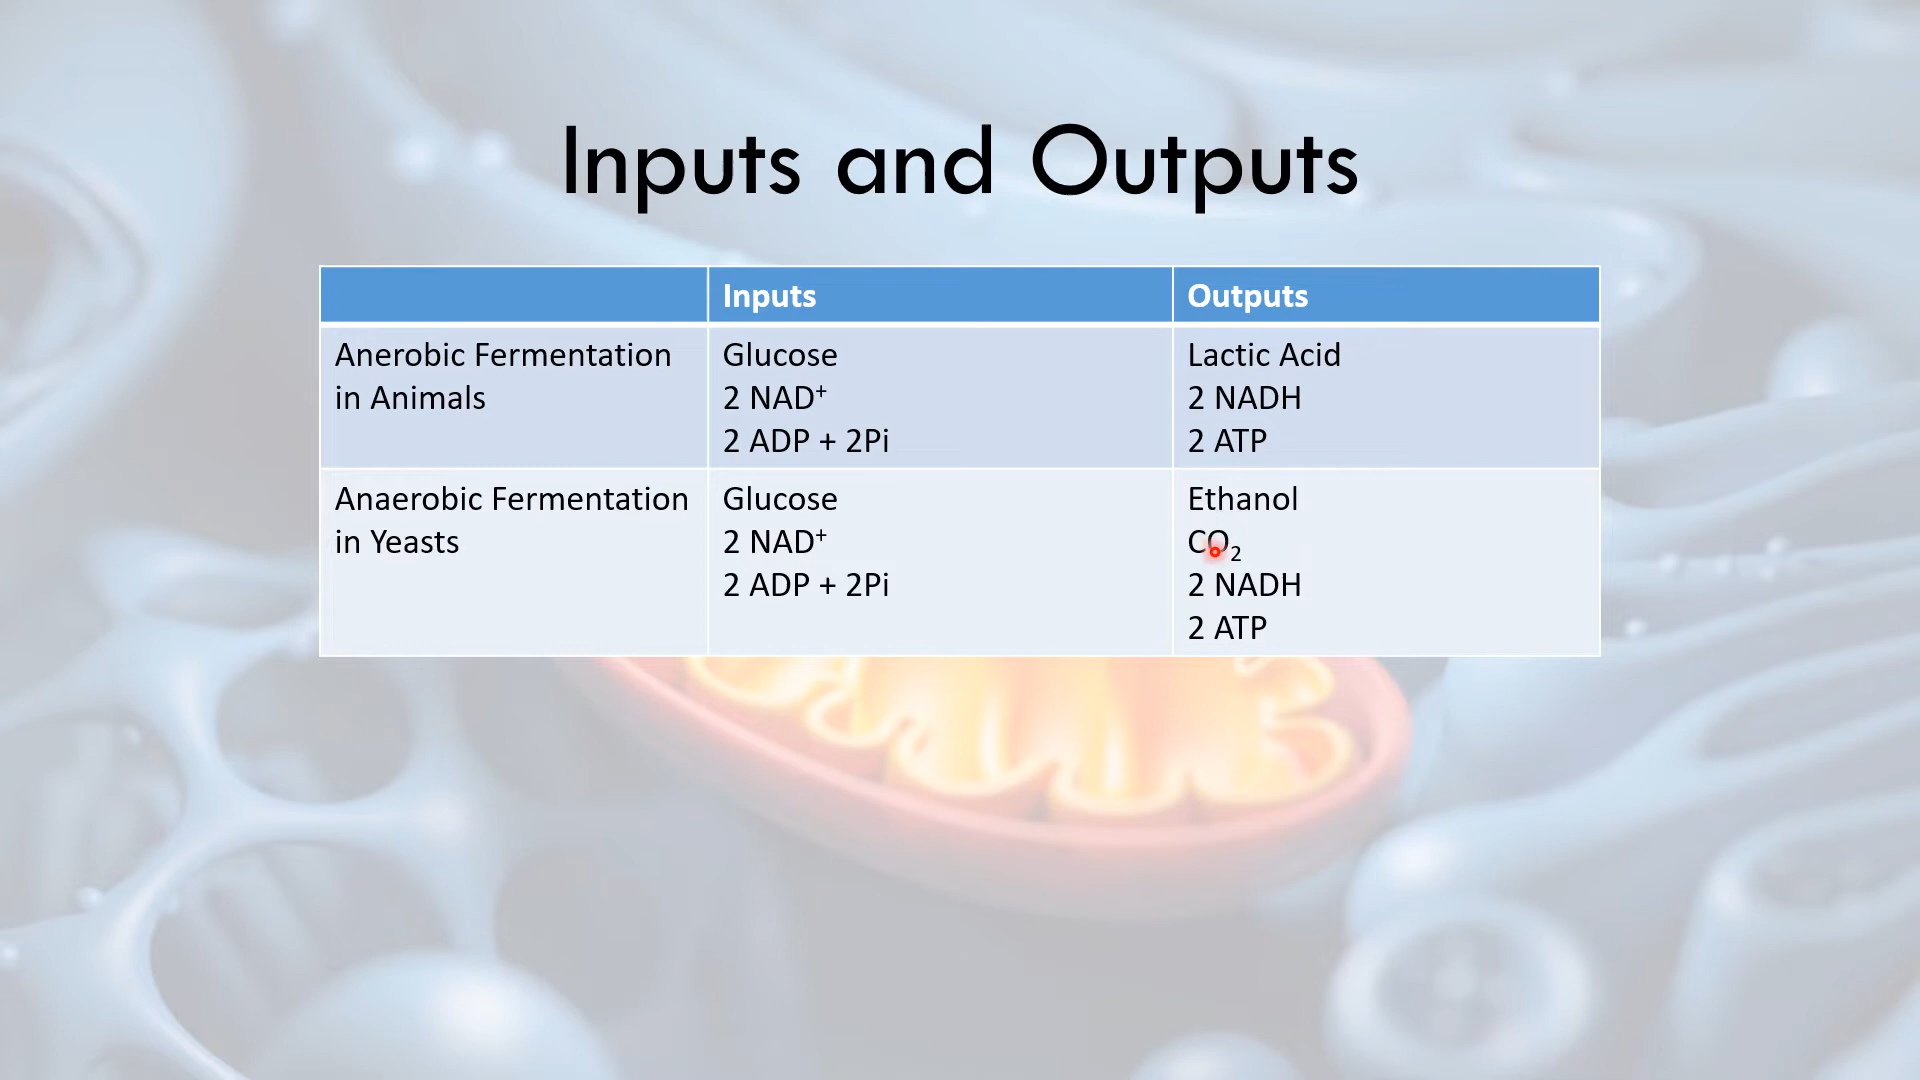 Inputs and Outputs
Inputs
Outputs
Anerobic Fermentation
in Animals
Glucose
2 NAD⁺
2 ADP + 2Pi
Lactic Acid
2 NADH
2 ATP
Anaerobic Fermentation
in Yeasts
Glucose
2 NAD⁺
2 ADP + 2Pi
Ethanol
CO₂
2 NADH
2 ATP